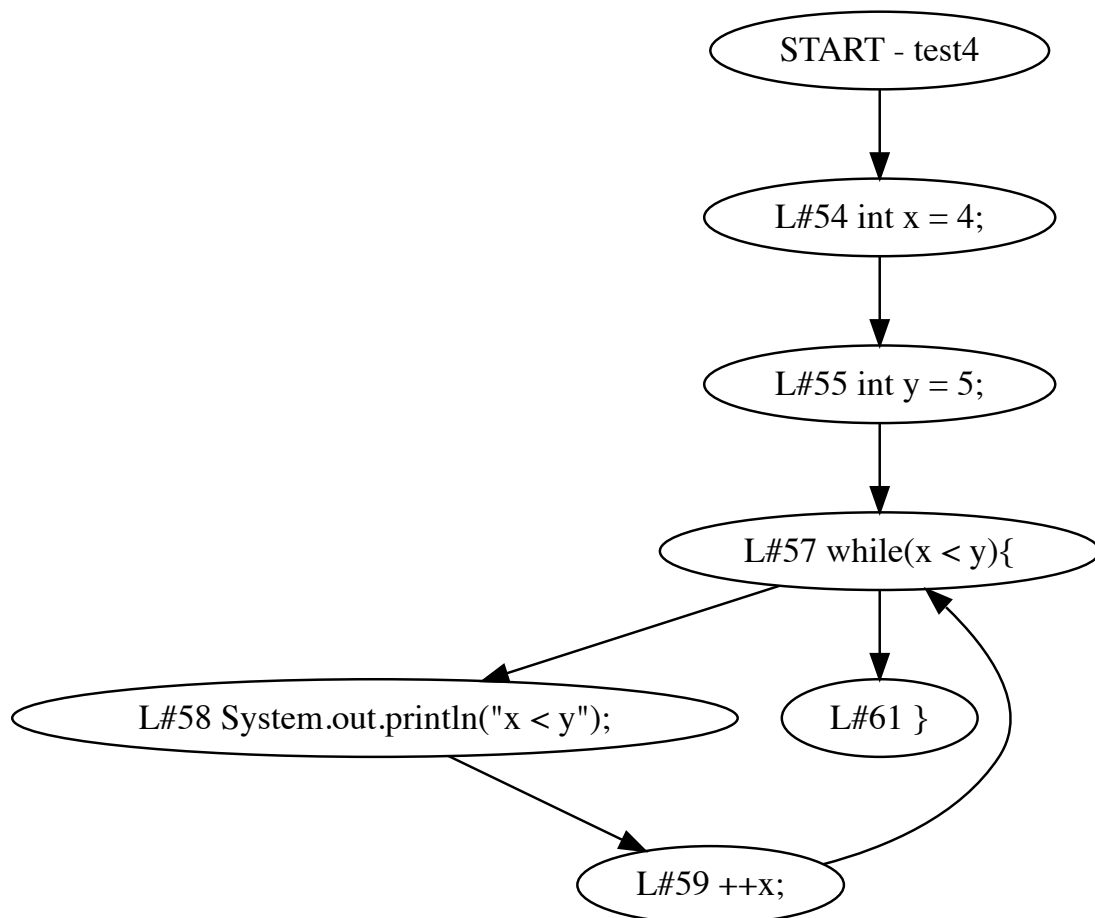 START - test4
L#54 int x = 4;
L#55 int y = 5;
L#57 while(x < y){
L#58 System.out.println("x < y");
L#61 }
L#59 ++x;